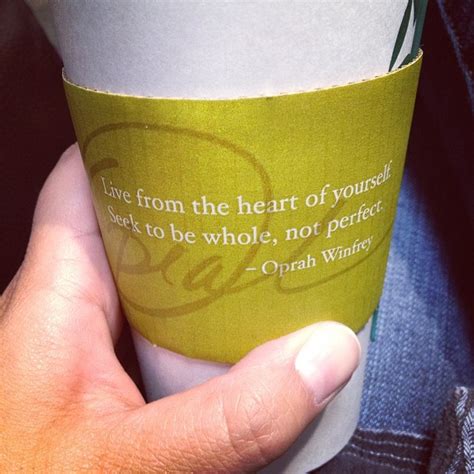 Live from the heart of yourself.
Seek to be whole, not perfect.
– Oprah Winfrey